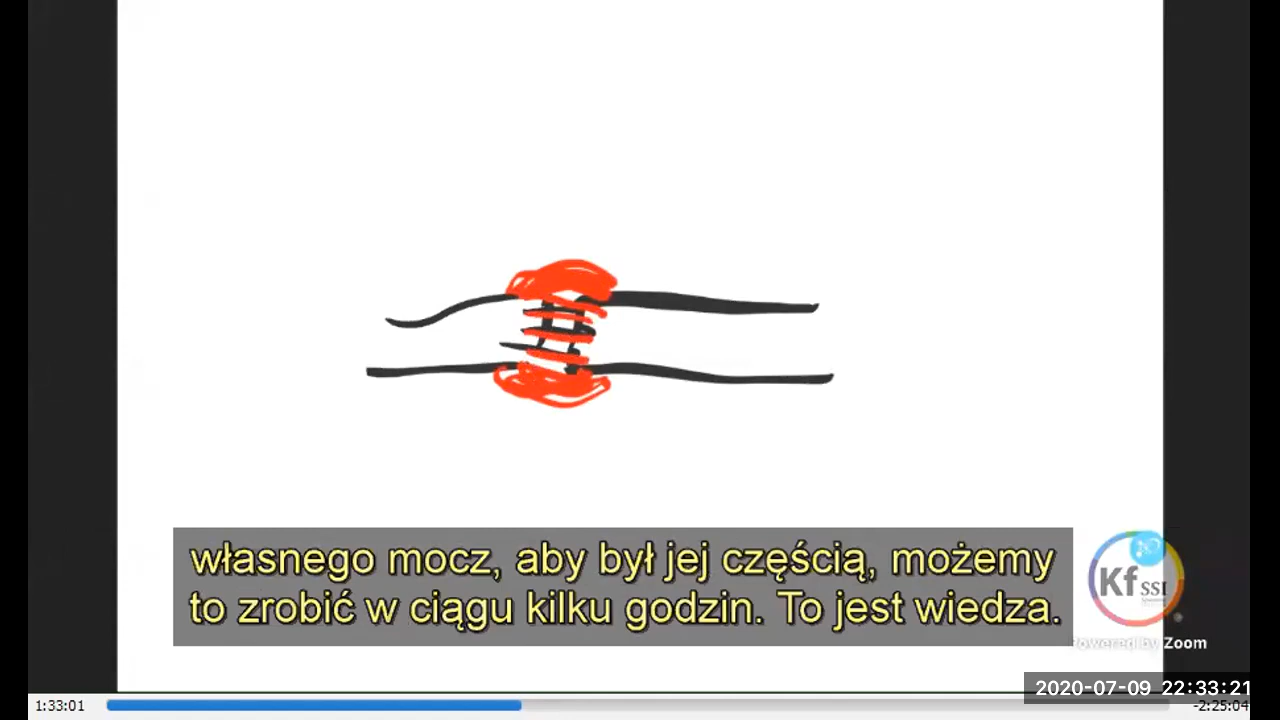 własnego mocz, aby był jej częścią, możemy
to zrobić w ciągu kilku godzin. To jest wiedza.
Kf SSI
Powered by Zoom
2020-07-09 22:33:21
1:33:01
-2:25:04